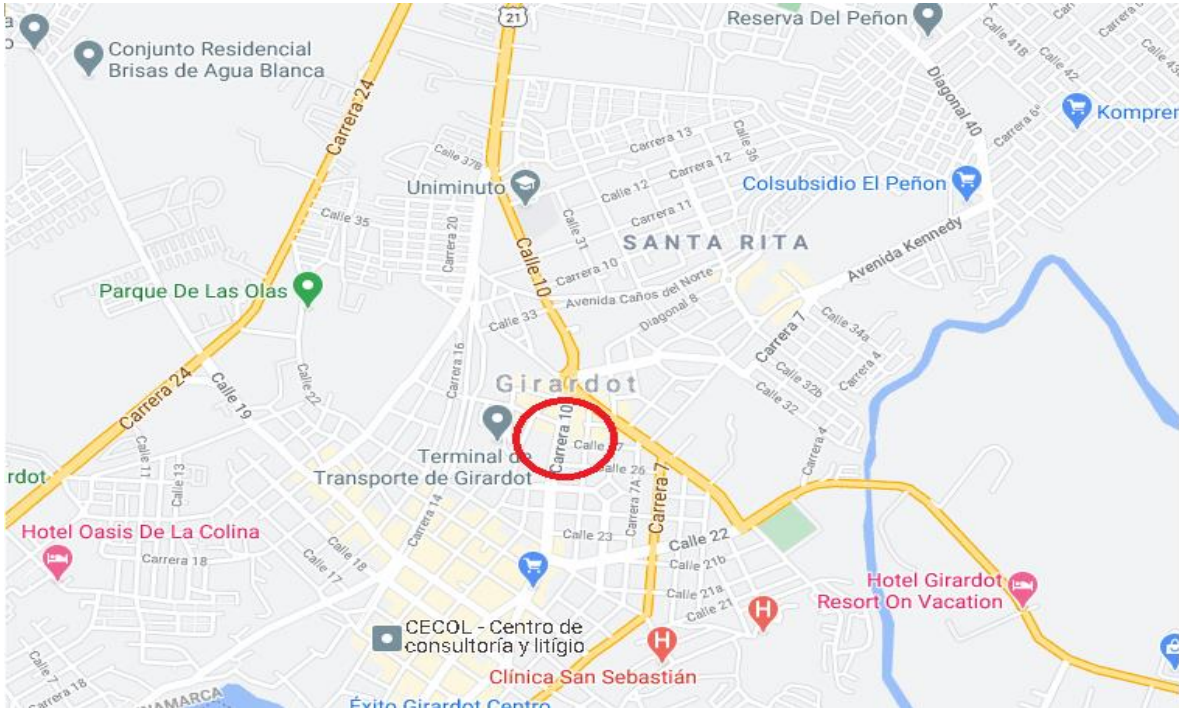 21
Reserva Del Peñon
Conjunto Residencial
Brisas de Agua Blanca
Calle 41B
Calle 42
Carrera 24
Diagonal 40
Carrera 13
Calle 36
Komprer
Calle 37B
Carrera 12
Uniminuto
Calle 12
Colsubsidio El Peñon
Carrera 11
Calle 35
Calle 31
Carrera 20
SANTA RITA
Avenida Kennedy
Calle 10
Carrera 10
Parque De Las Olas
Avenida Caños del Norte
Diagonal 8
Calle 33
Carrera 7
Calle 34a
Carrera 16
Carrera 4
Calle 32b
Girardot
Calle 22
Calle 19
Carrera 24
Calle 32
Carrera 10
Terminal de
Transporte de Girardot
Calle 26
Carrera 4
Calle 11
Calle 13
rdot
Carrera 7A
Carrera 7
Carrera 14
Hotel Oasis De La Colina
Calle 23
Calle 22
Carrera 18
Calle 18
Calle 17
Calle 21b
Hotel Girardot
Resort On Vacation
Calle 21a
Calle 21
CECOL - Centro de
consultoría y litígio
Clínica San Sebastián
Calle 7
Carrera 18
NAMARCA
Éxito Girardot Centro